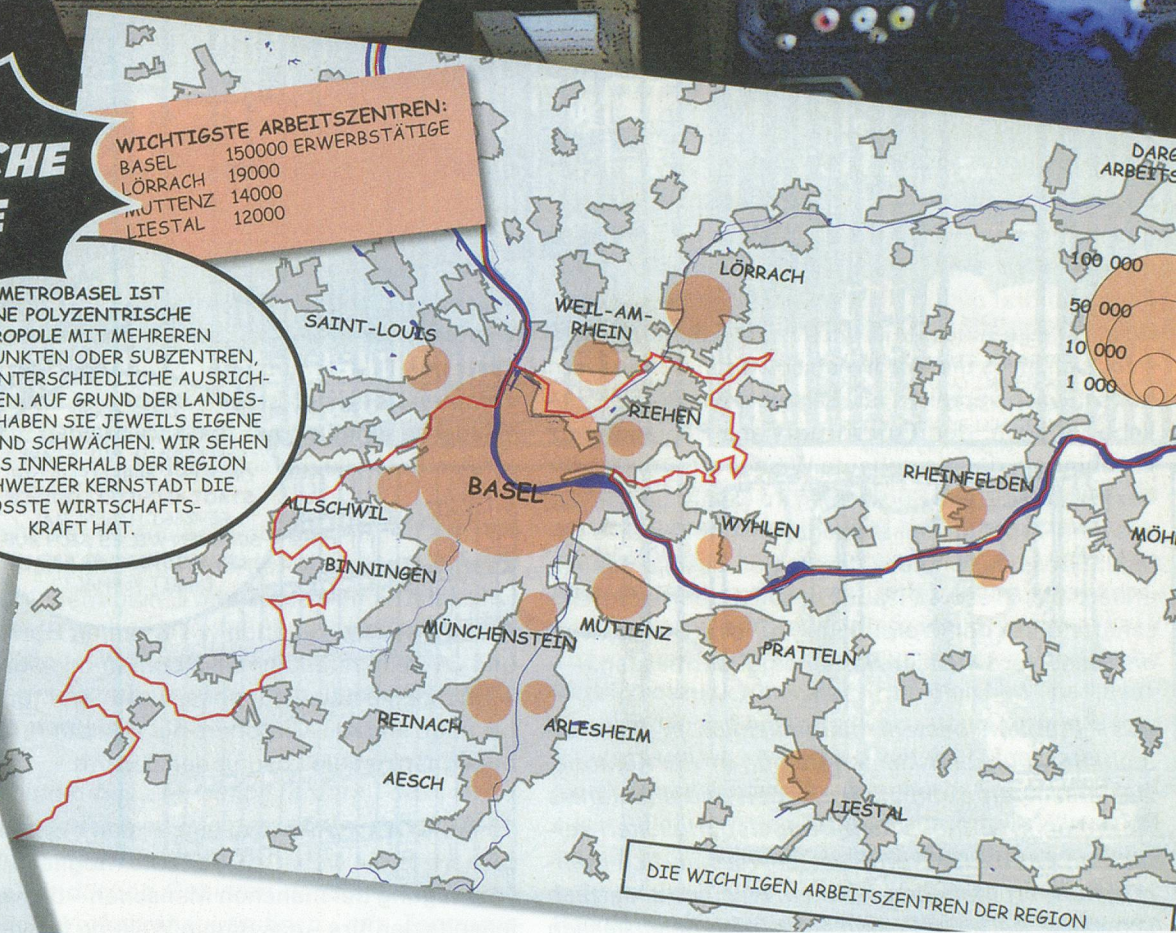 CHE
E
WICHTIGSTE ARBEITSZENTREN:
BASEL 150000 ERWERBSTÄTIGE
LÖRRACH 19000
MUTTENZ 14000
LIESTAL 12000
METROBASEL IST
NE POLYZENTRISCHE
ROPOLE MIT MEHREREN
UNKTEN ODER SUBZENTREN,
NTERSCHIEDLICHE AUSRICH-
EN. AUF GRUND DER LANDES-
HABEN SIE JEWEILS EIGENE
ND SCHWÄCHEN. WIR SEHEN
S INNERHALB DER REGION
HWEIZER KERNSTADT DIE
OSSTE WIRTSCHAFTS-
KRAFT HAT.
DARG
ARBEITS
100 000
50 000
10 000
1 000
LÖRRACH
WEIL-AM-
RHEIN
SAINT-LOUIS
RIEHEN
BASEL
RHEINFELDEN
ALLSCHWIL
WYHLEN
MÖH
BINNINGEN
MÜNCHENSTEIN
MUTTENZ
PRATTELN
REINACH
ARLESHEIM
AESCH
LIESTAL
DIE WICHTIGEN ARBEITSZENTREN DER REGION